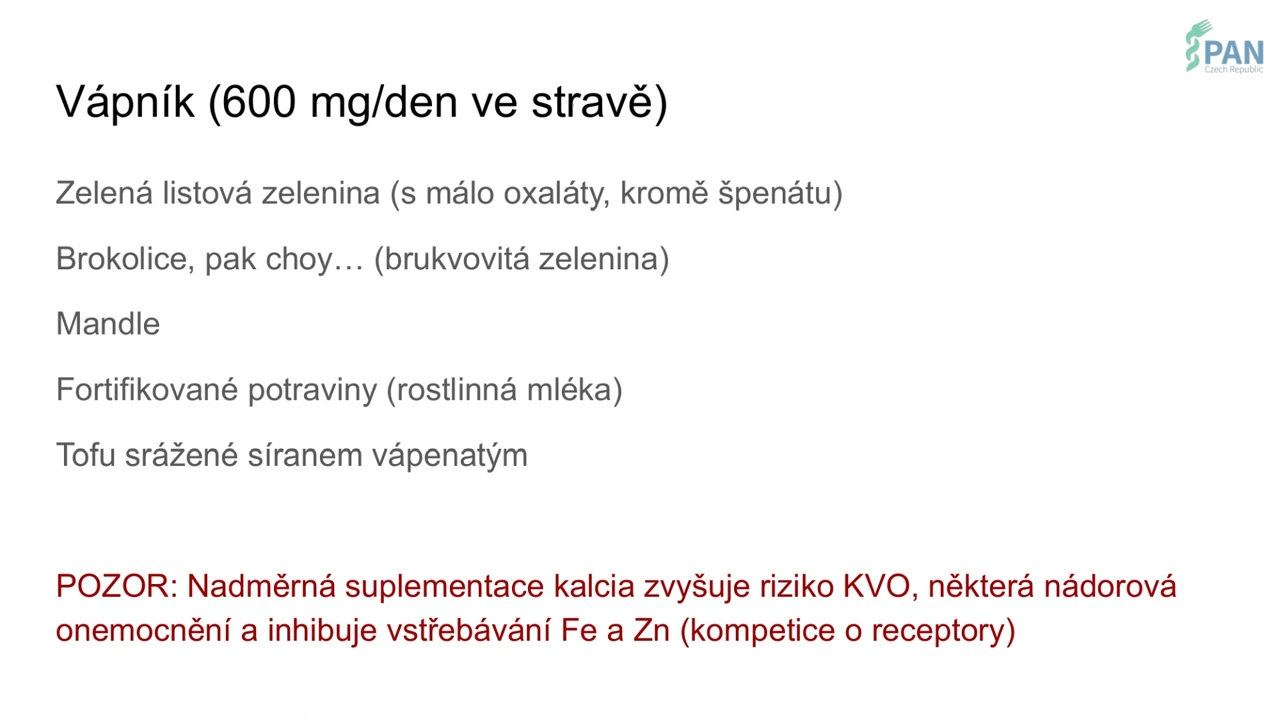 PAN
Czech Republic
Vápník (600 mg/den ve stravě)
Zelená listová zelenina (s málo oxaláty, kromě špenátu)
Brokolice, pak choy… (brukvovitá zelenina)
Mandle
Fortifikované potraviny (rostlinná mléka)
Tofu srážené síranem vápenatým
POZOR: Nadměrná suplementace kalcia zvyšuje riziko KVO, některá nádorová
onemocnění a inhibuje vstřebávání Fe a Zn (kompetice o receptory)